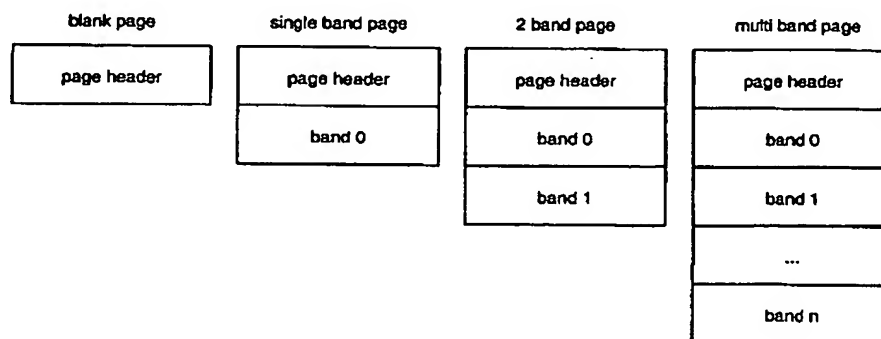 blank page
page header
single band page
page header
band 0
2 band page
page header
band 0
band 1
multi band page
page header
band 0
band 1
...
band n